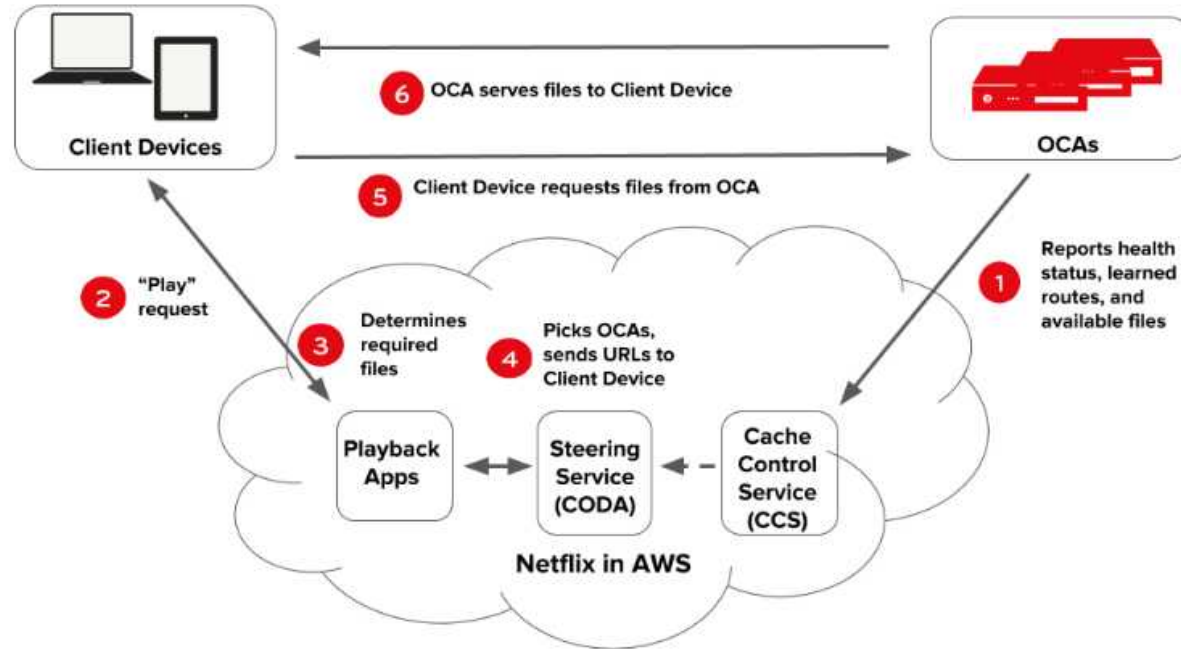 6
OCA serves files to Client Device
Client Devices
OCAs
5
Client Device requests files from OCA
1
Reports health
status, learned
routes, and
available files
2
“Play”
request
3
Determines
required
files
4
Picks OCAs,
sends URLs to
Client Device
Playback
Apps
Steering
Service
(CODA)
Cache
Control
Service
(CCS)
Netflix in AWS